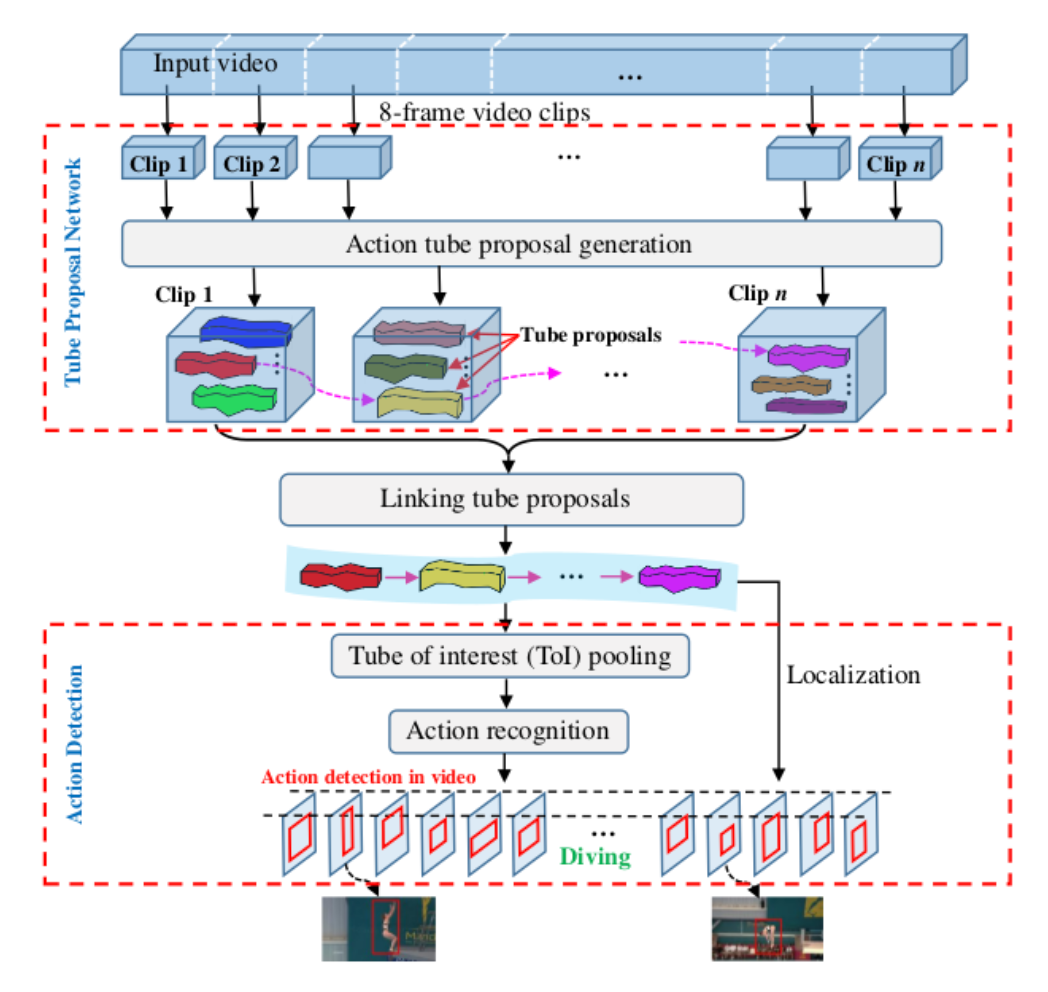 Input video
...
8-frame video clips
Tube Proposal Network
Clip 1
Clip 2
...
Clip n
Action tube proposal generation
Clip 1
Clip n
Tube proposals
...
Linking tube proposals
...
Action Detection
Tube of interest (ToI) pooling
Localization
Action recognition
Action detection in video
...
Diving